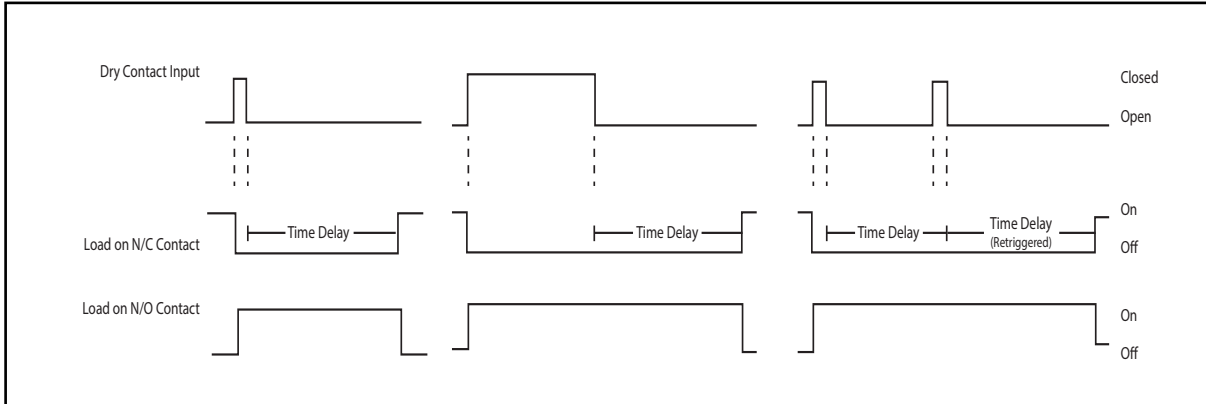 Dry Contact Input
Closed
Open
On
Time Delay
Time Delay
Time Delay
Time Delay
(Retriggered)
Load on N/C Contact
Off
Load on N/O Contact
On
Off